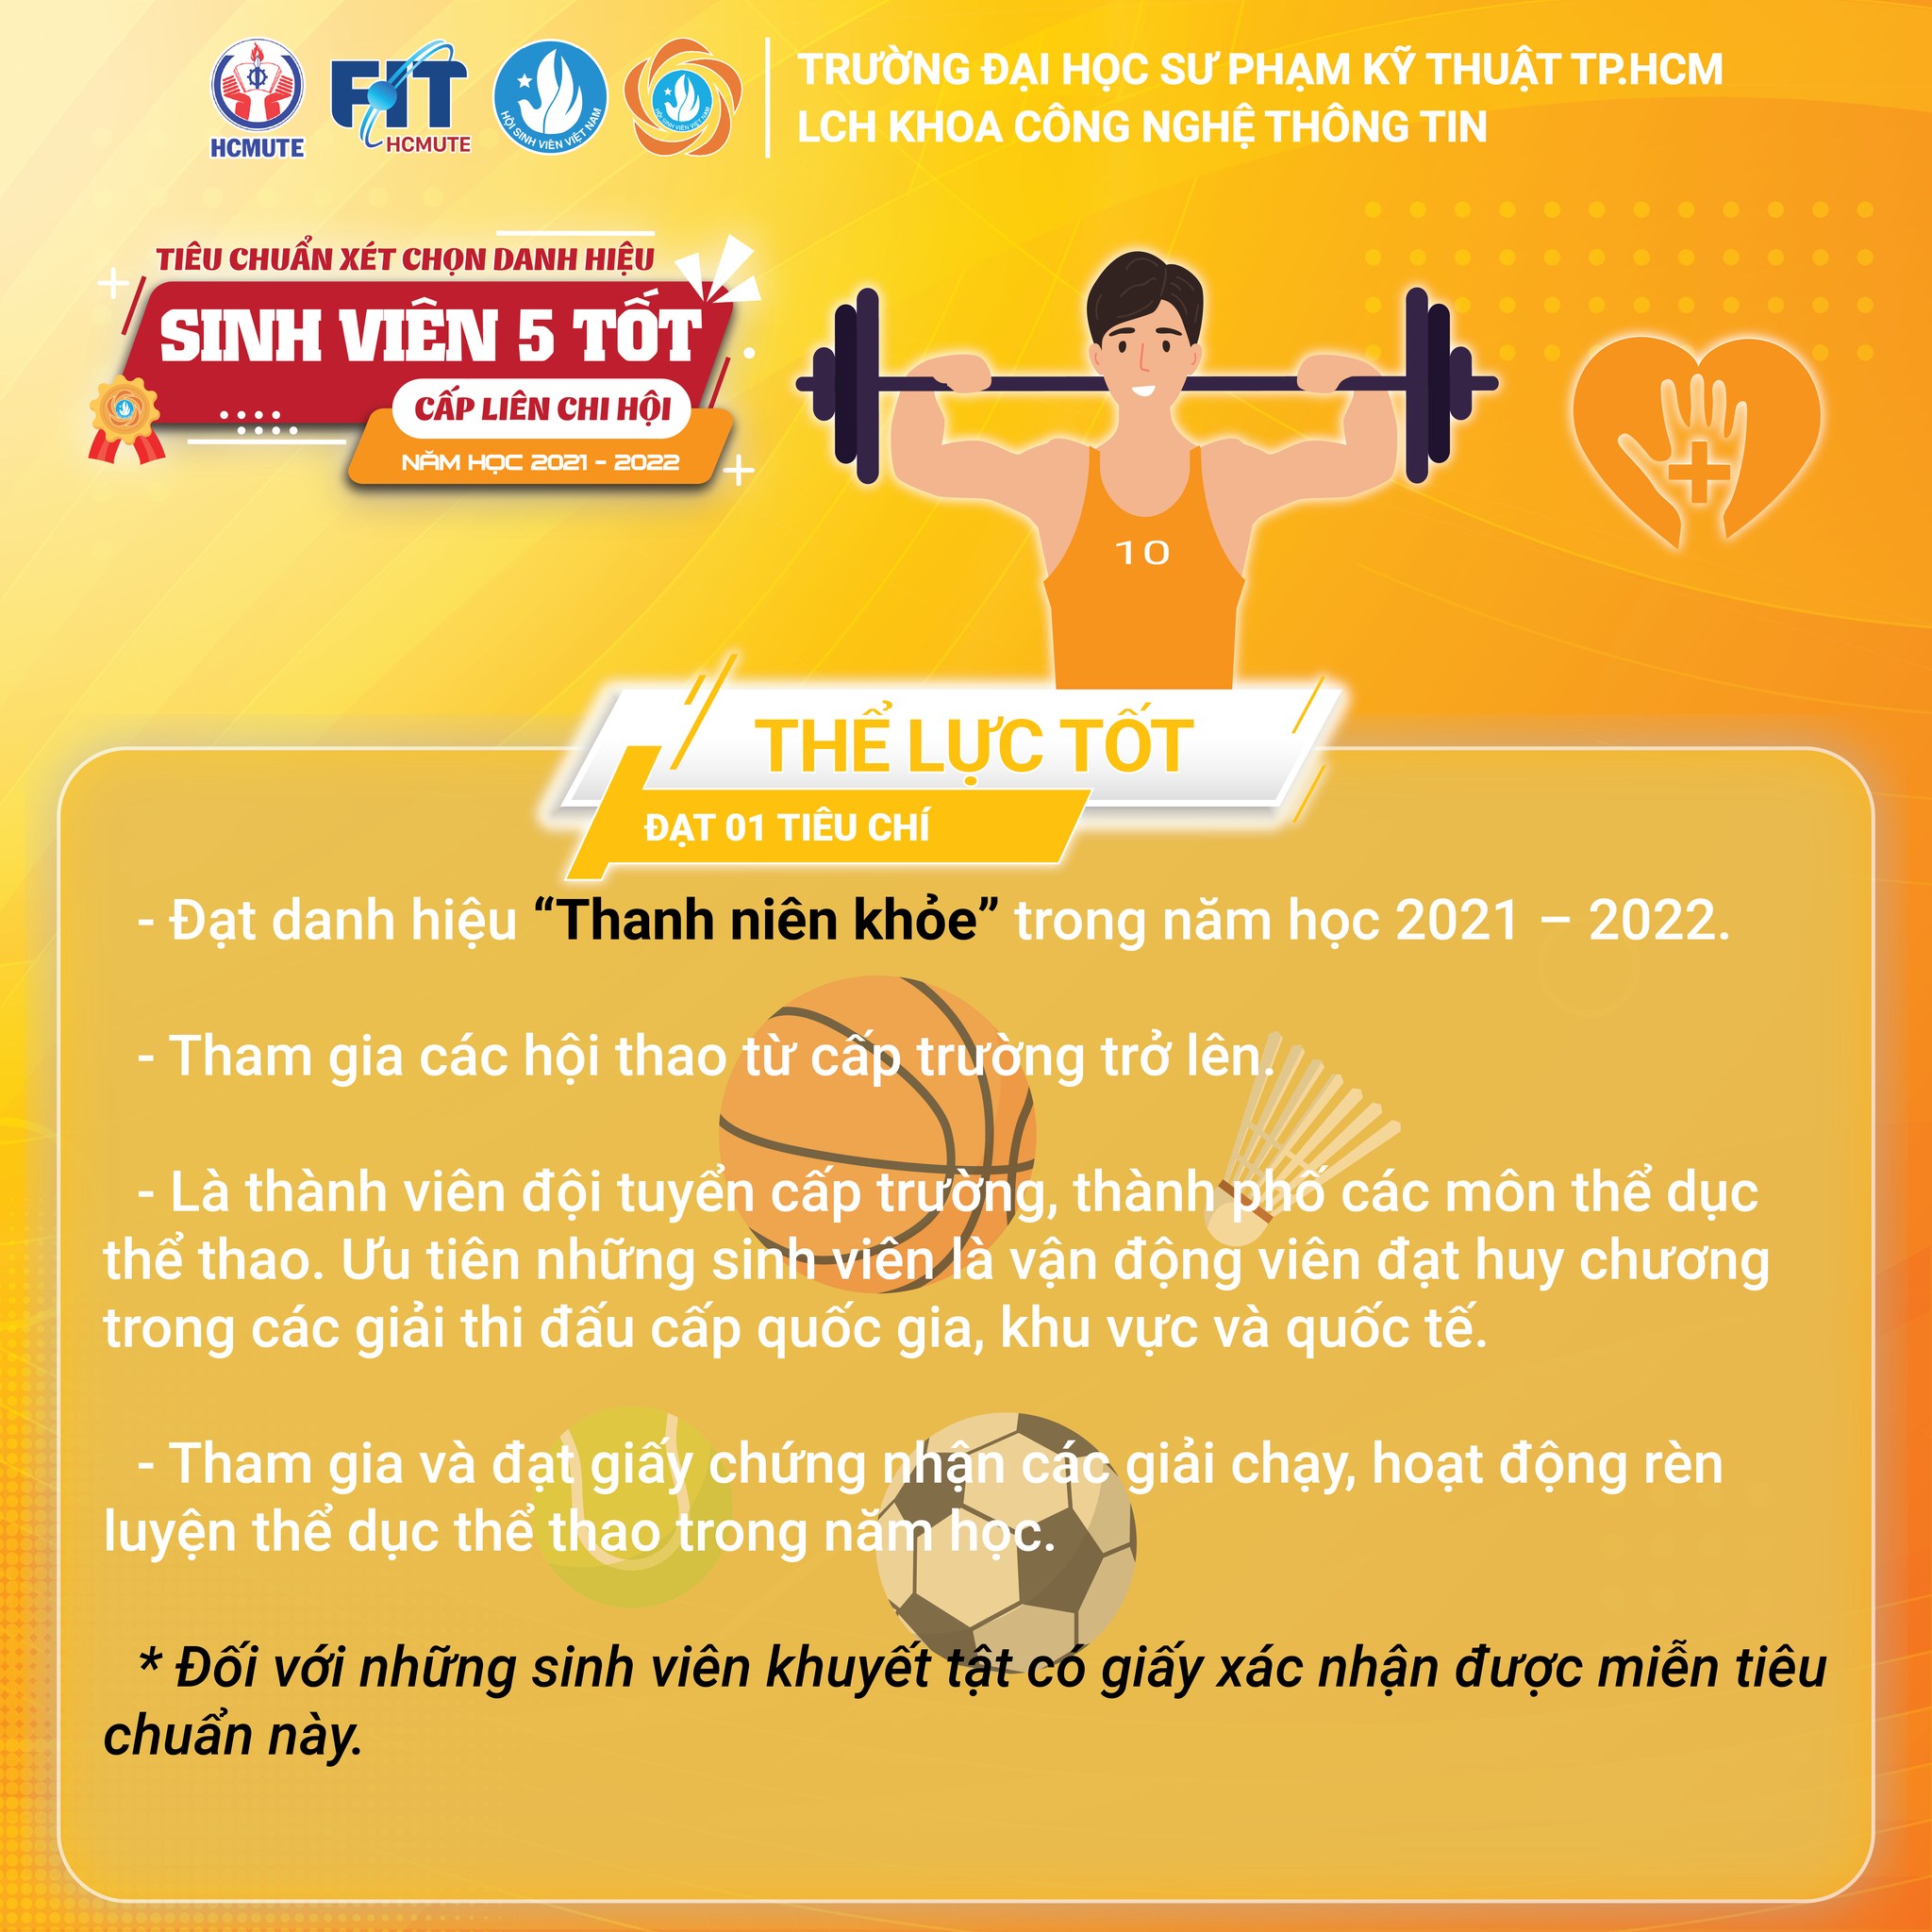 HCMUTE
FIT
HCMUTE
HỘI SINH VIÊN VIỆT NAM
HỘI SINH VIÊN VIỆT NAM
TRƯỜNG ĐẠI HỌC SƯ PHẠM KỸ THUẬT TP.HCM
LCH KHOA CÔNG NGHỆ THÔNG TIN
TIÊU CHUẨN XÉT CHỌN DANH HIỆU
SINH VIÊN 5 TỐT
CẤP LIÊN CHI HỘI
NĂM HỌC 2021 - 2022
10
THỂ LỰC TỐT
ĐẠT 01 TIÊU CHÍ
- Đạt danh hiệu “Thanh niên khỏe” trong năm học 2021 – 2022.
- Tham gia các hội thao từ cấp trường trở lên.
- Là thành viên đội tuyển cấp trường, thành phố các môn thể dục
thể thao. Ưu tiên những sinh viên là vận động viên đạt huy chương
trong các giải thi đấu cấp quốc gia, khu vực và quốc tế.
- Tham gia và đạt giấy chứng nhận các giải chạy, hoạt động rèn
luyện thể dục thể thao trong năm học.
* Đối với những sinh viên khuyết tật có giấy xác nhận được miễn tiêu
chuẩn này.